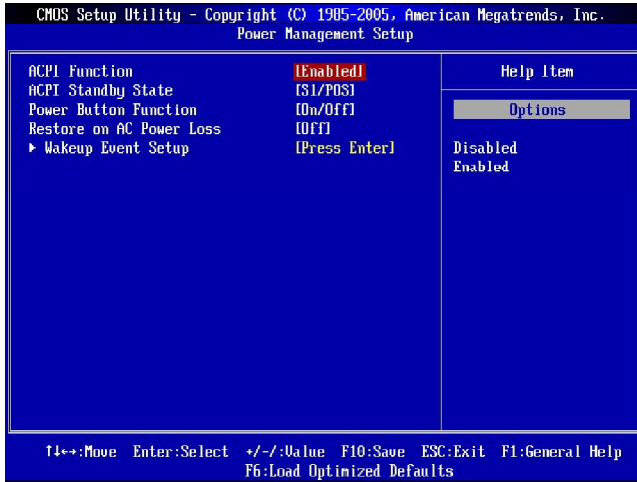 CMOS Setup Utility - Copyright (C) 1985-2005, American Megatrends, Inc.
Power Management Setup
ACPI Function [Enabled]
ACPI Standby State [S1/POS]
Power Button Function [On/Off]
Restore on AC Power Loss [Off]
▶ Wakeup Event Setup [Press Enter]
Help Item
Options
Disabled
Enabled
↑↓←→:Move Enter:Select +/-/:Value F10:Save ESC:Exit F1:General Help
F6:Load Optimized Defaults